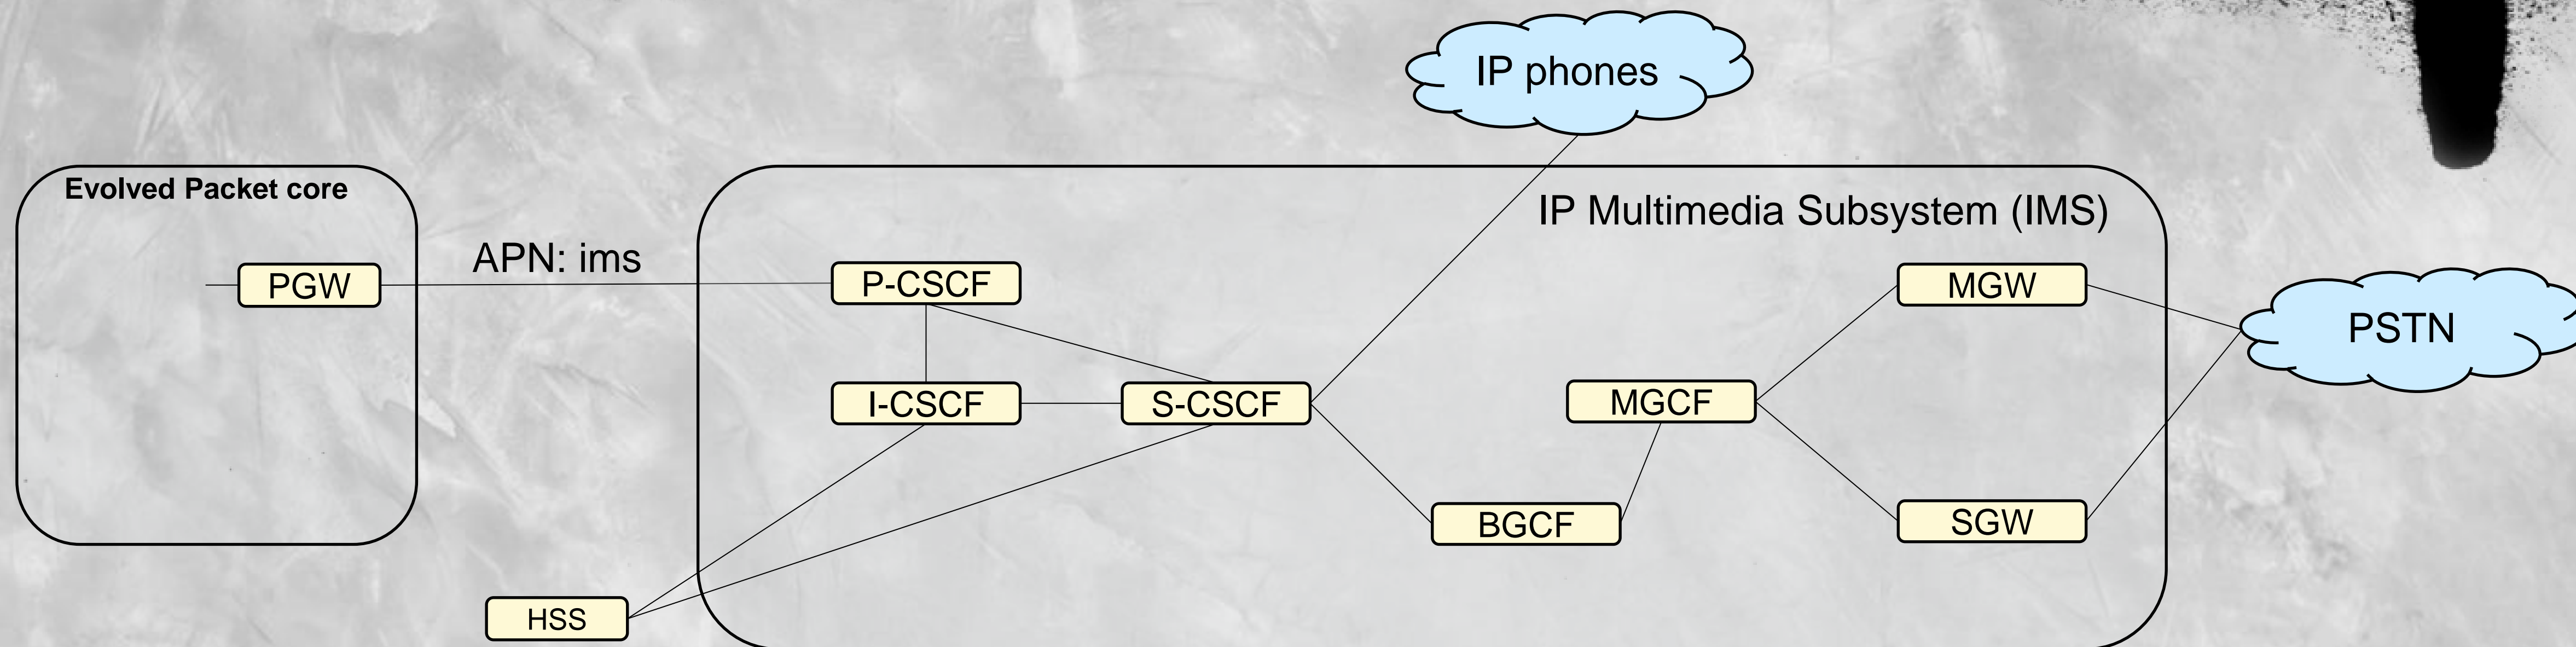 IP phones
Evolved Packet core
IP Multimedia Subsystem (IMS)
APN: ims
PGW
P-CSCF
MGW
PSTN
I-CSCF
S-CSCF
MGCF
BGCF
SGW
HSS